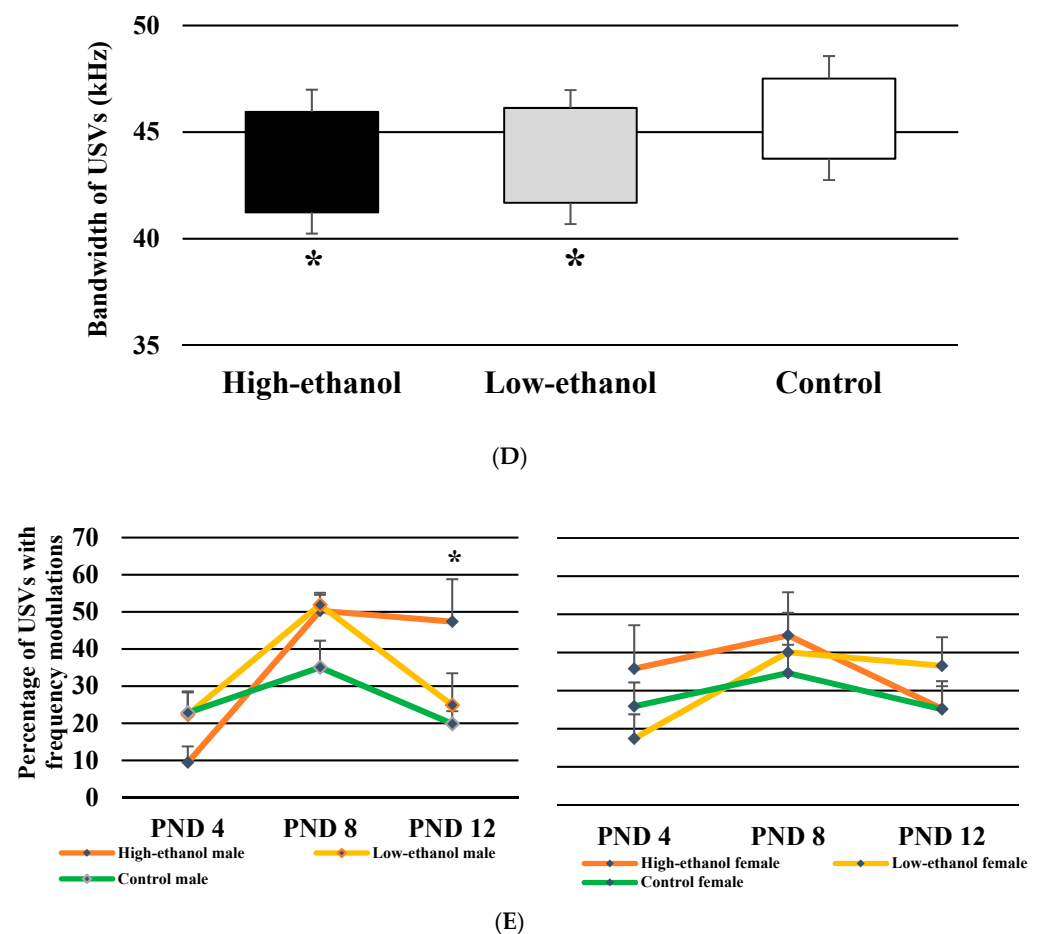 50
45
40
35
Bandwidth of USVs (kHz)
*
*
High-ethanol
Low-ethanol
Control
(D)
Percentage of USVs with
frequency modulations
70
60
50
40
30
20
10
0
*
PND 4
PND 8
PND 12
High-ethanol male
Low-ethanol male
Control male
PND 4
PND 8
PND 12
High-ethanol female
Low-ethanol female
Control female
(E)